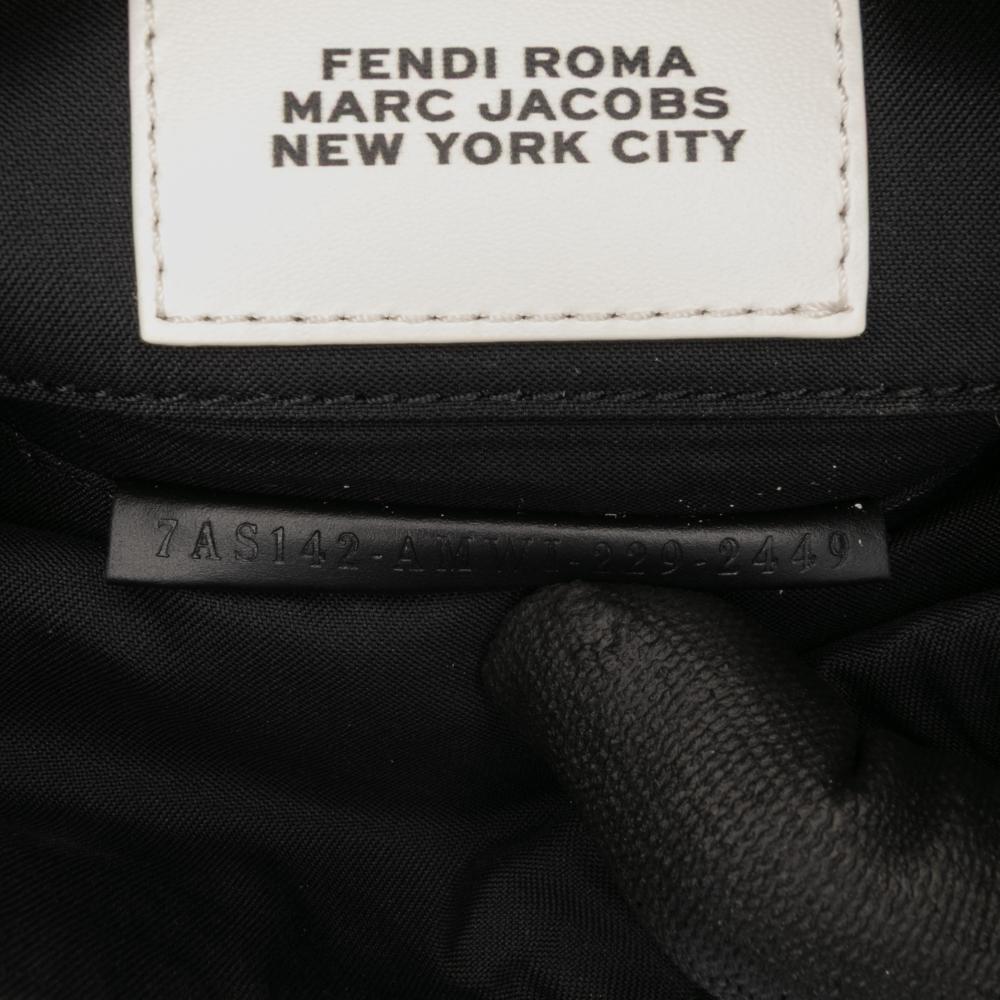 FENDI ROMA
MARC JACOBS
NEW YORK CITY
7AS142-AMWI-229-2449